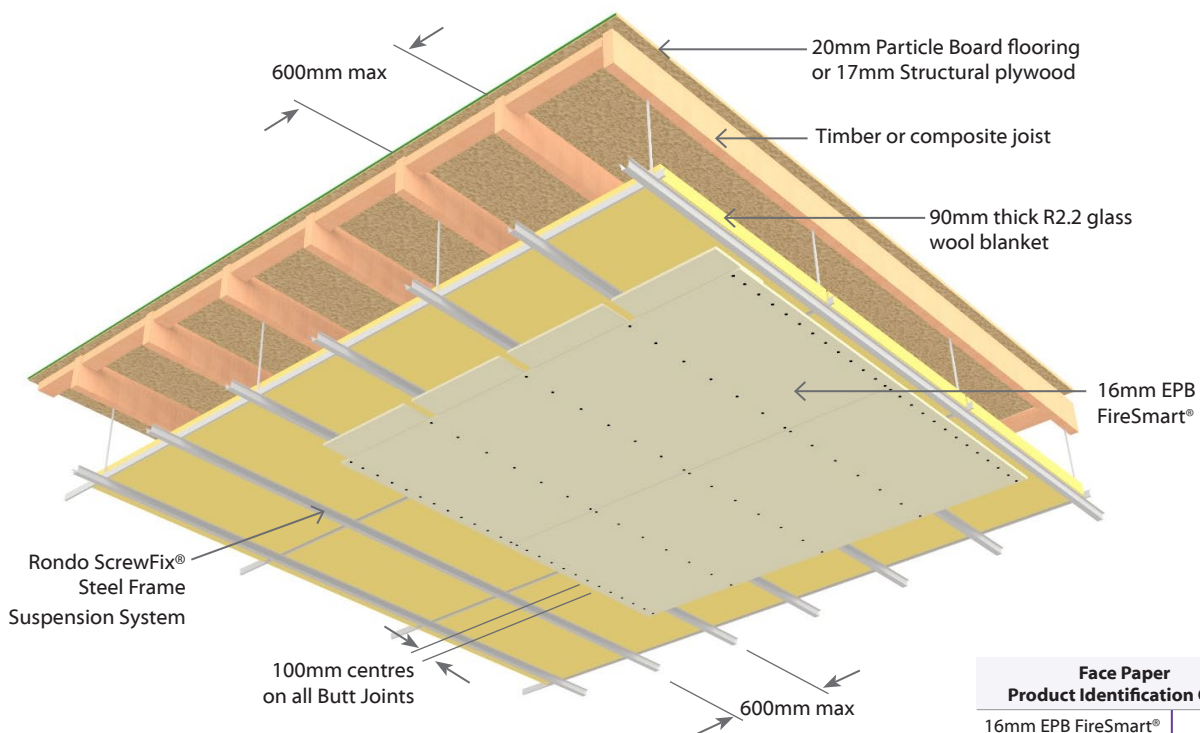 600mm max
20mm Particle Board flooring
or 17mm Structural plywood
Timber or composite joist
90mm thick R2.2 glass
wool blanket
16mm EPB
FireSmart®
Rondo ScrewFix®
Steel Frame
Suspension System
100mm centres
on all Butt Joints
600mm max
Face Paper
Product Identification
16mm EPB FireSmart®